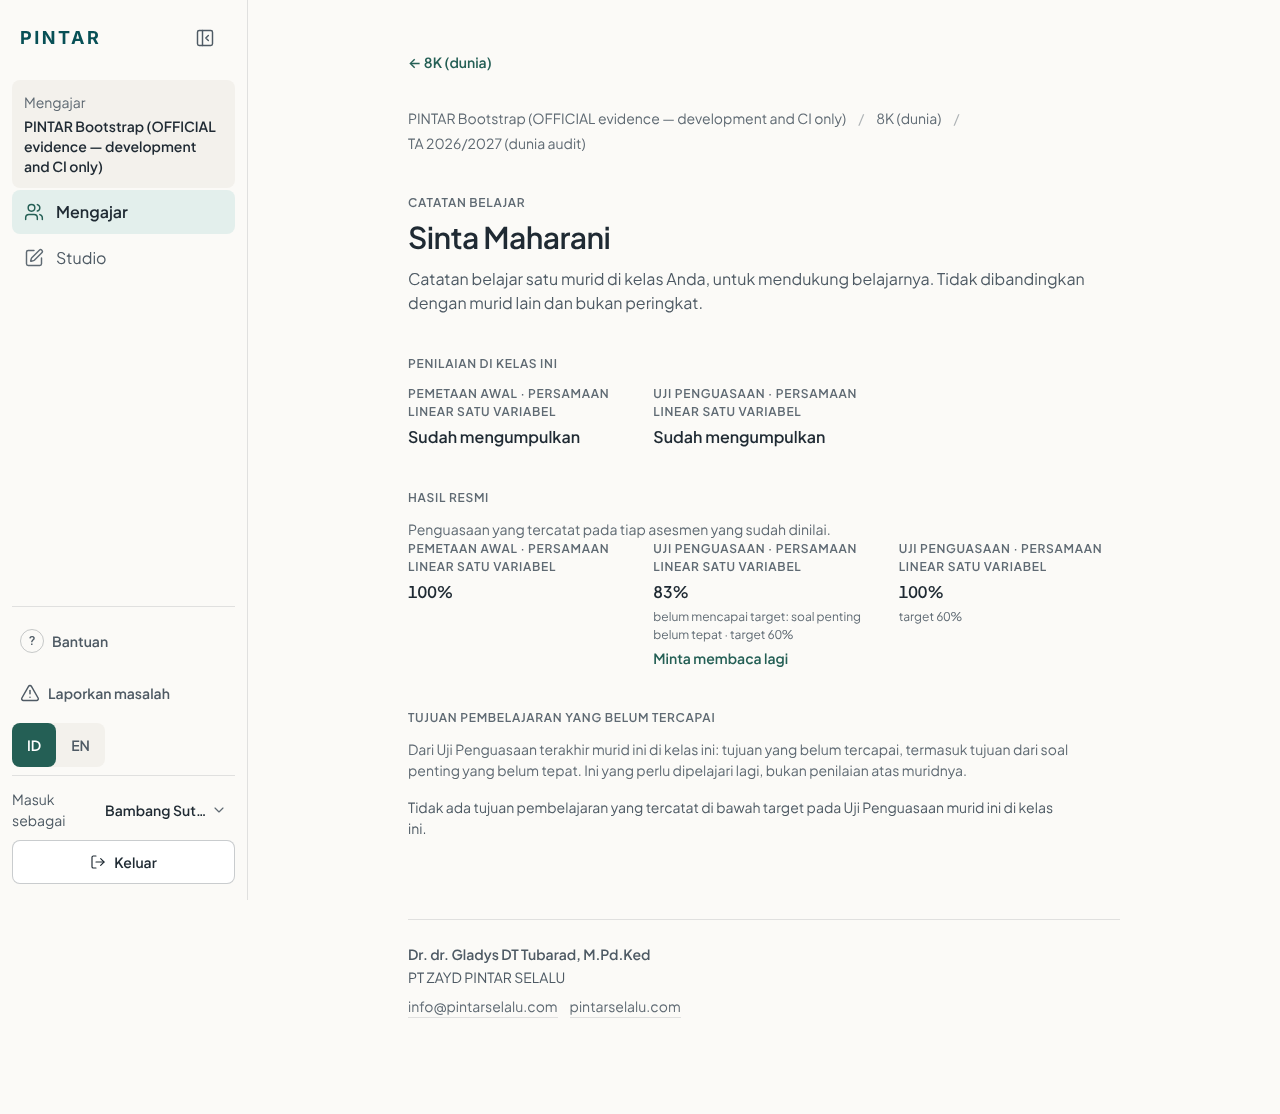 PINTAR
Mengajar
PINTAR Bootstrap (OFFICIAL
evidence — development
and CI only)
Mengajar
Studio
?
Bantuan
Laporkan masalah
ID
EN
Masuk
sebagai
Bambang Sut…
Keluar
← 8K (dunia)
PINTAR Bootstrap (OFFICIAL evidence — development and CI only) / 8K (dunia) /
TA 2026/2027 (dunia audit)
CATATAN BELAJAR
Sinta Maharani
Catatan belajar satu murid di kelas Anda, untuk mendukung belajarnya. Tidak dibandingkan
dengan murid lain dan bukan peringkat.
PENILAIAN DI KELAS INI
PEMETAAN AWAL · PERSAMAAN
LINEAR SATU VARIABEL
Sudah mengumpulkan
UJI PENGUASAAN · PERSAMAAN
LINEAR SATU VARIABEL
Sudah mengumpulkan
HASIL RESMI
Penguasaan yang tercatat pada tiap asesmen yang sudah dinilai.
PEMETAAN AWAL · PERSAMAAN
LINEAR SATU VARIABEL
100%
UJI PENGUASAAN · PERSAMAAN
LINEAR SATU VARIABEL
83%
belum mencapai target: soal penting
belum tepat · target 60%
Minta membaca lagi
UJI PENGUASAAN · PERSAMAAN
LINEAR SATU VARIABEL
100%
target 60%
TUJUAN PEMBELAJARAN YANG BELUM TERCAPAI
Dari Uji Penguasaan terakhir murid ini di kelas ini: tujuan yang belum tercapai, termasuk tujuan dari soal
penting yang belum tepat. Ini yang perlu dipelajari lagi, bukan penilaian atas muridnya.
Tidak ada tujuan pembelajaran yang tercatat di bawah target pada Uji Penguasaan murid ini di kelas
ini.
Dr. dr. Gladys DT Tubarad, M.Pd.Ked
PT ZAYD PINTAR SELALU
info@pintarselalu.com pintarselalu.com